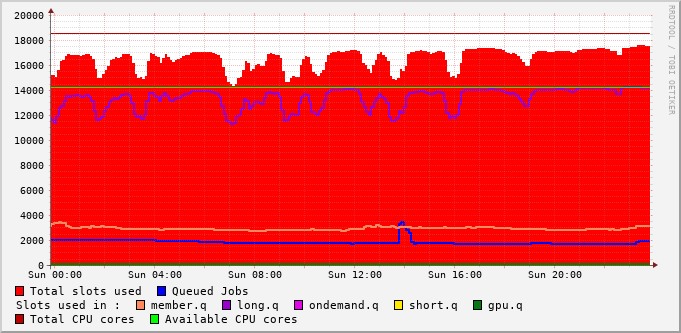 RRDTOOL / TOBI OETIKER
20000
18000
16000
14000
12000
10000
8000
6000
4000
2000
0
Sun 00:00 Sun 04:00 Sun 08:00 Sun 12:00 Sun 16:00 Sun 20:00
Total slots used Queued Jobs
Slots used in : member.q long.q ondemand.q short.q gpu.q
Total CPU cores Available CPU cores